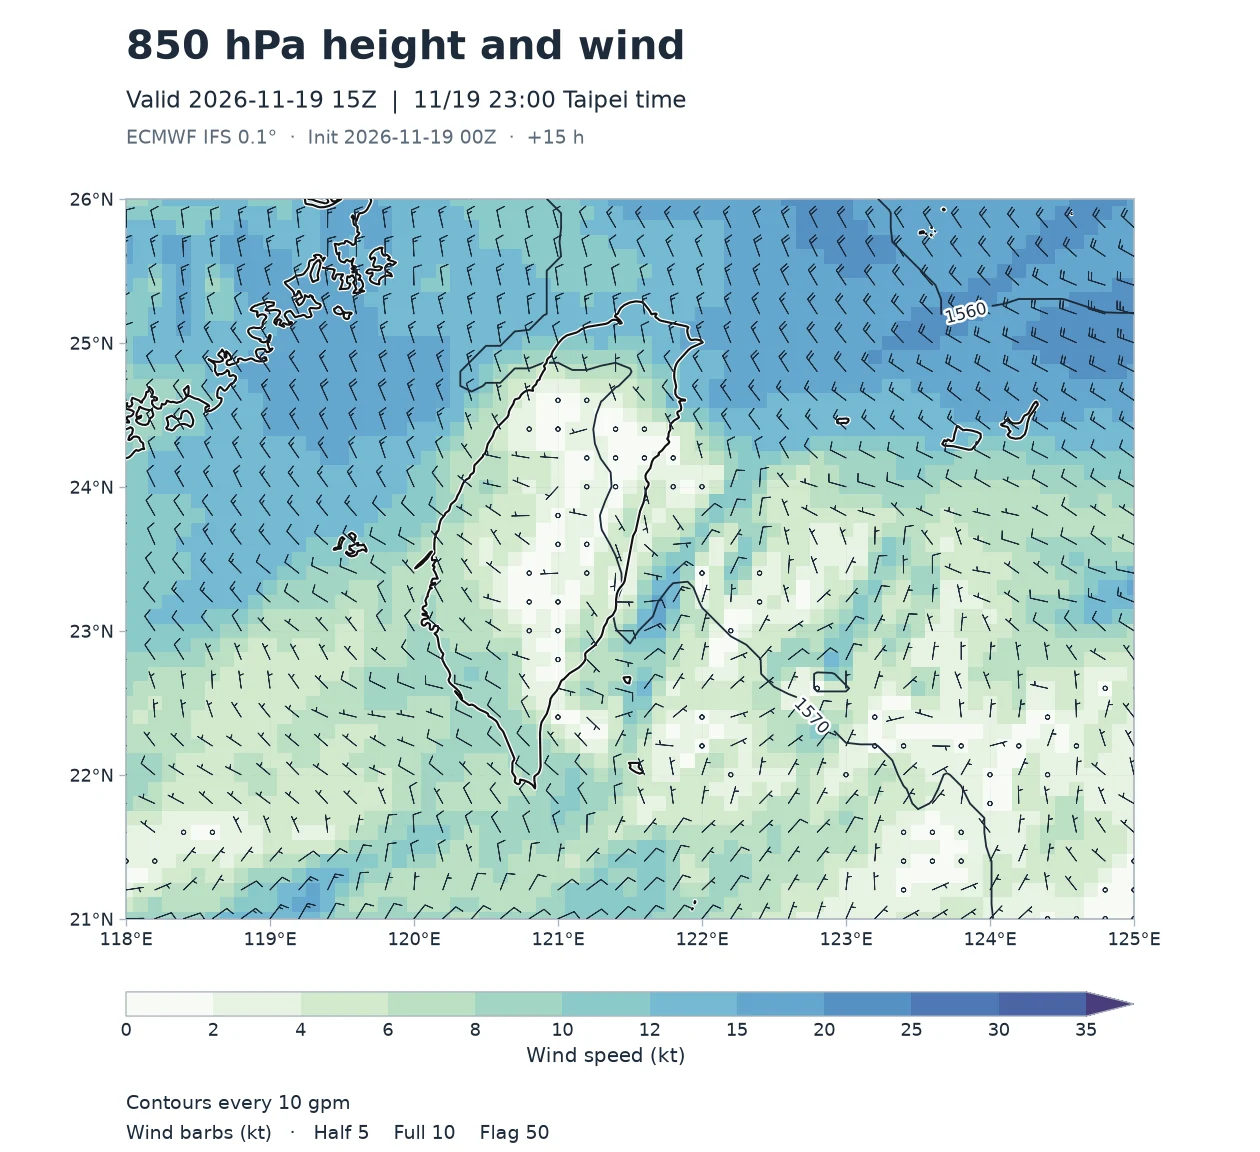 850 hPa height and wind
Valid 2026-11-19 15Z | 11/19 23:00 Taipei time
ECMWF IFS 0.1° · Init 2026-11-19 00Z · +15 h
26°N
25°N
24°N
23°N
22°N
21°N
1560
1570
118°E 119°E 120°E 121°E 122°E 123°E 124°E 125°E
0 2 4 6 8 10 12 15 20 25 30 35
Wind speed (kt)
Contours every 10 gpm
Wind barbs (kt) · Half 5 Full 10 Flag 50